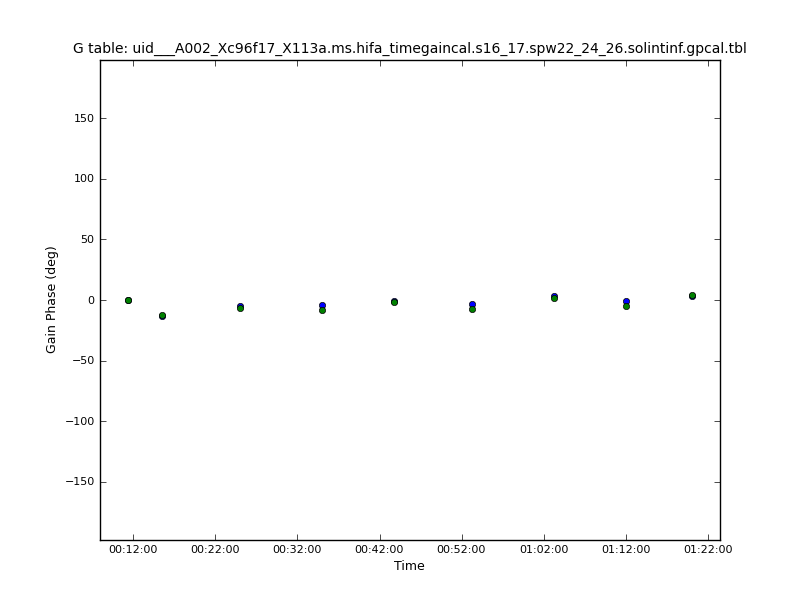 G table: uid___A002_Xc96f17_X113a.ms.hifa_timegaincal.s16_17.spw22_24_26.solintinf.gpcal.tbl
150
100
50
0
−50
−100
−150
Gain Phase (deg)
00:12:00 00:22:00 00:32:00 00:42:00 00:52:00 01:02:00 01:12:00 01:22:00
Time